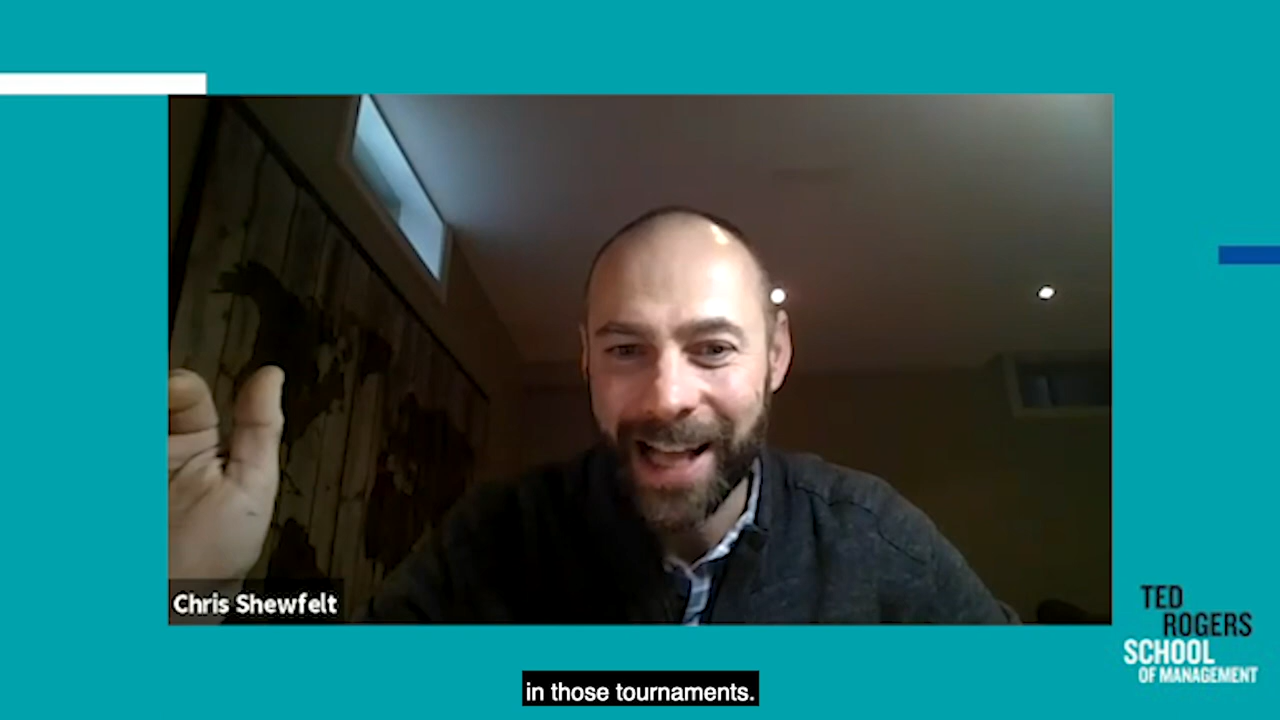 Chris Shewfelt
TED
ROGERS
SCHOOL
OF MANAGEMENT
in those tournaments.